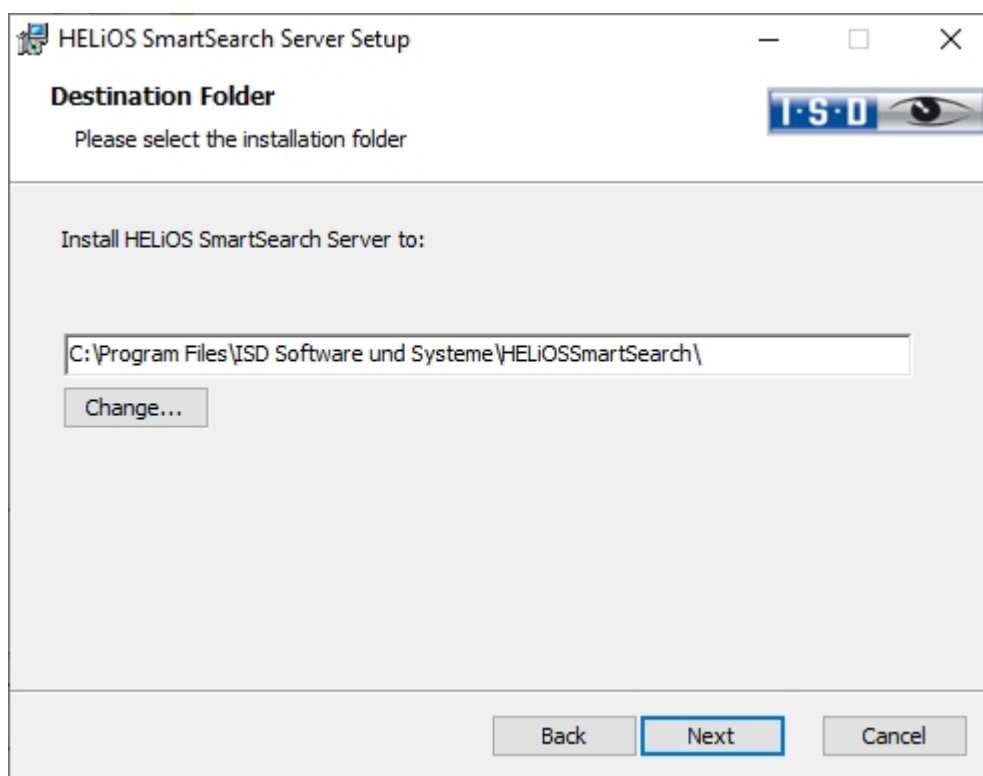 HELiOS SmartSearch Server Setup
Destination Folder
I·S·D
Please select the installation folder
Install HELiOS SmartSearch Server to:
C:\Program Files\ISD Software und Systeme\HELiOSSmartSearch\
Change...
Back
Next
Cancel